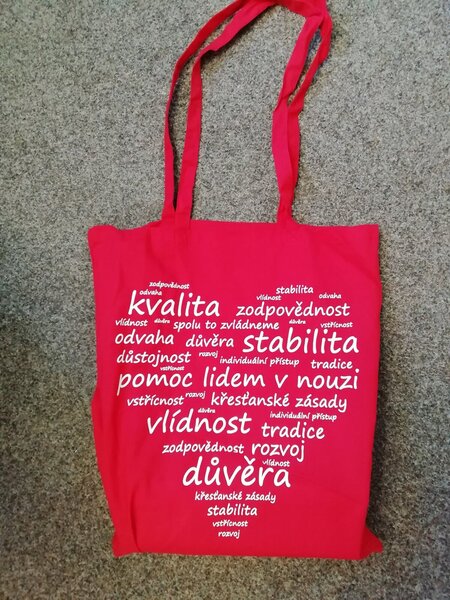 zodpovědnost stabilita
odvaha vlídnost odvaha
kvalita zodpovědnost
vlídnost důvěra spolu to zvládneme důvěra vstřícnost
odvaha důvěra stabilita
důstojnost rozvoj individuální přístup tradice
vstřícnost
pomoc lidem v nouzi
vstřícnost rozvoj křesťanské zásady
důvěra individuální přístup
vlídnost tradice
zodpovědnost rozvoj
vlídnost
důvěra
křesťanské zásady
stabilita
vstřícnost
rozvoj